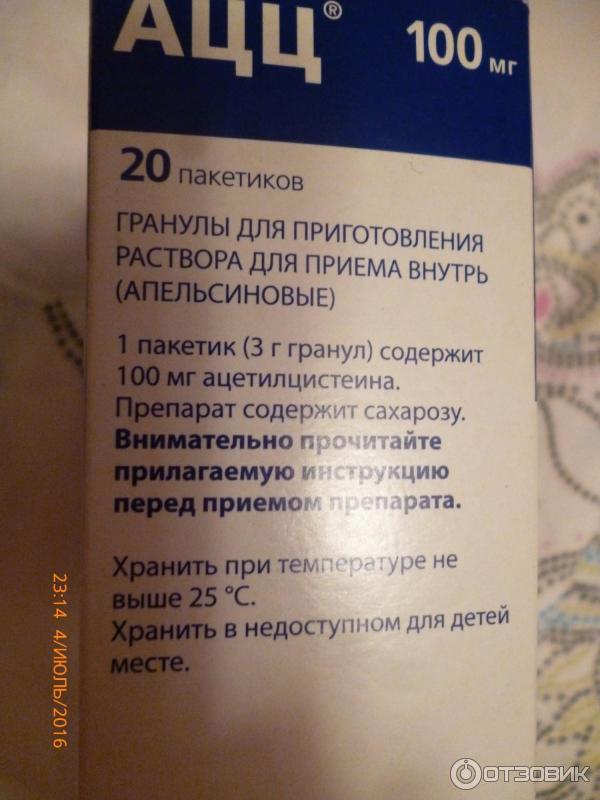 АЦЦ® 100 мг
20 пакетиков
ГРАНУЛЫ ДЛЯ ПРИГОТОВЛЕНИЯ
РАСТВОРА ДЛЯ ПРИЕМА ВНУТРЬ
(АПЕЛЬСИНОВЫЕ)
1 пакетик (3 г гранул) содержит
100 мг ацетилцистеина.
Препарат содержит сахарозу.
Внимательно прочитайте
прилагаемую инструкцию
перед приемом препарата.
Хранить при температуре не
выше 25 °C.
Хранить в недоступном для детей
месте.
23:14 4/ИЮЛЬ/2016
ОТЗОВИК